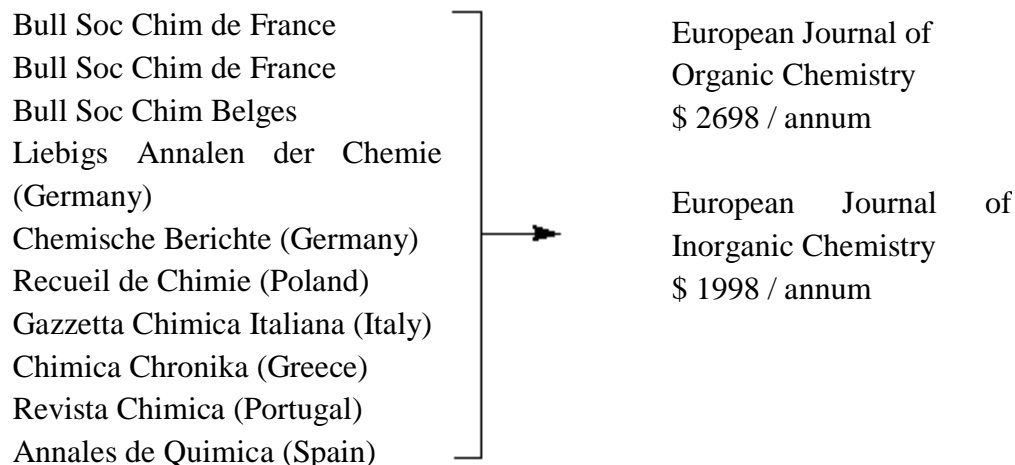 Bull Soc Chim de France
Bull Soc Chim de France
Bull Soc Chim Belges
Liebigs Annalen der Chemie
(Germany)
Chemische Berichte (Germany)
Recueil de Chimie (Poland)
Gazzetta Chimica Italiana (Italy)
Chimica Chronika (Greece)
Revista Chimica (Portugal)
Annales de Quimica (Spain)
European Journal of
Organic Chemistry
$ 2698 / annum
European Journal of
Inorganic Chemistry
$ 1998 / annum